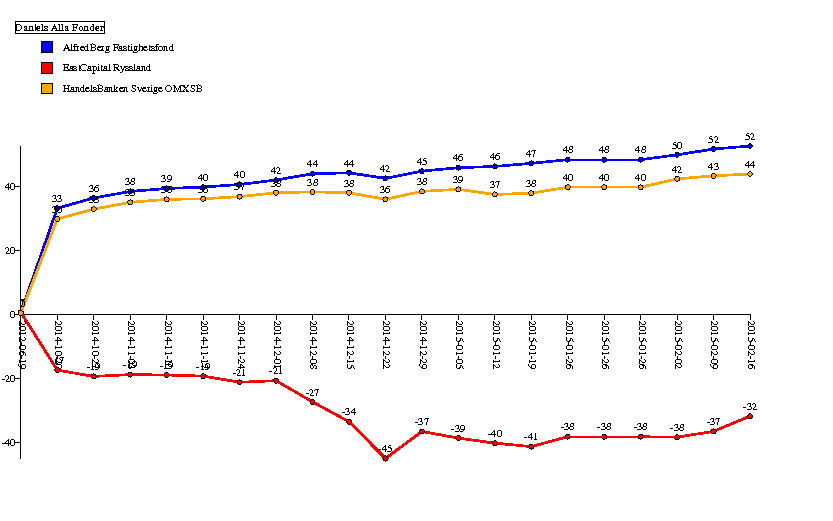 Daniels Alla Fonder
AlfredBerg Fastighetsfond
EastCapital Ryssland
HandelsBanken Sverige OMXSB
33 36 38 39 40 40 42 44 44 42 45 46 46 47 48 48 48 50 52 52
38 38 38 36 38 39 37 38 40 40 40 42 43 44
40
20
0
-20
-40
2014-12-08 2014-12-15 2014-12-22 2014-12-29 2015-01-05 2015-01-12 2015-01-19 2015-01-26 2015-01-26 2015-01-26 2015-02-02 2015-02-09 2015-02-16
-21 -21 -27 -34 -45 -37 -39 -40 -41 -38 -38 -38 -38 -37 -32